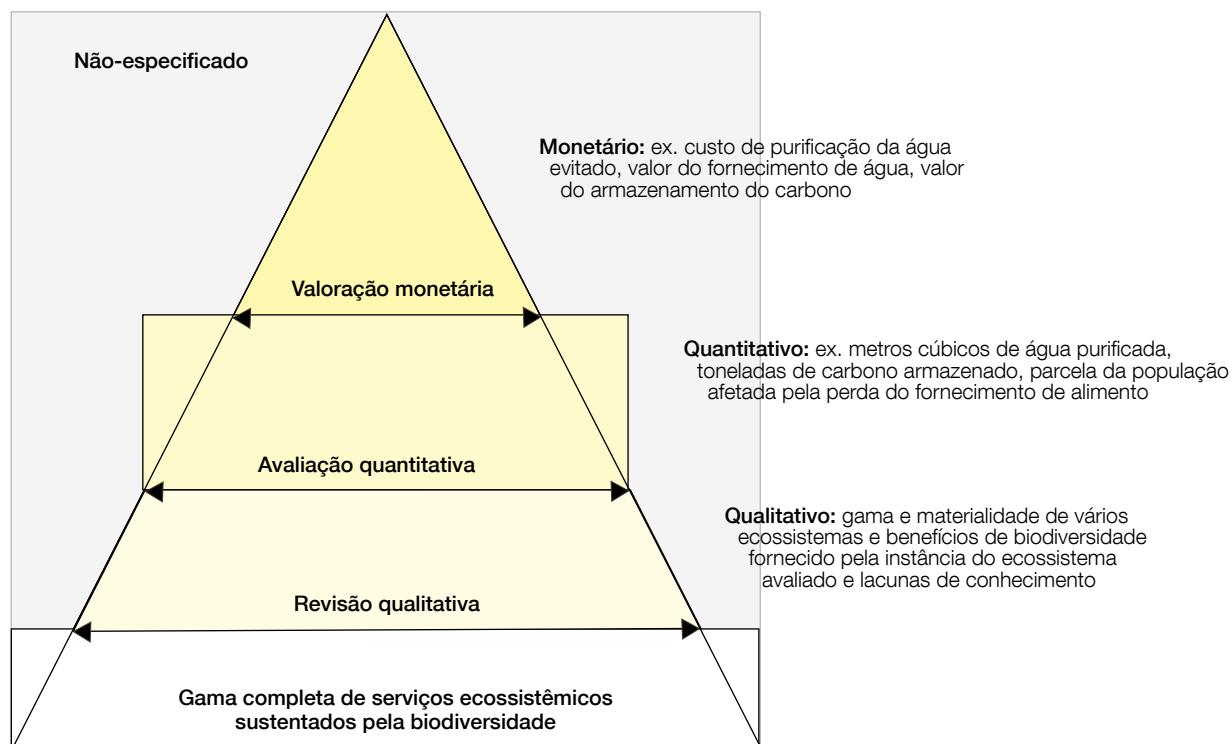 Não-especificado
Monetário: ex. custo de purificação da água
evitado, valor do fornecimento de água, valor
do armazenamento do carbono
Valoração monetária
Quantitativo: ex. metros cúbicos de água purificada,
toneladas de carbono armazenado, parcela da população
afetada pela perda do fornecimento de alimento
Avaliação quantitativa
Qualitativo: gama e materialidade de vários
ecossistemas e benefícios de biodiversidade
fornecido pela instância do ecossistema
avaliado e lacunas de conhecimento
Revisão qualitativa
Gama completa de serviços ecossistêmicos
sustentados pela biodiversidade